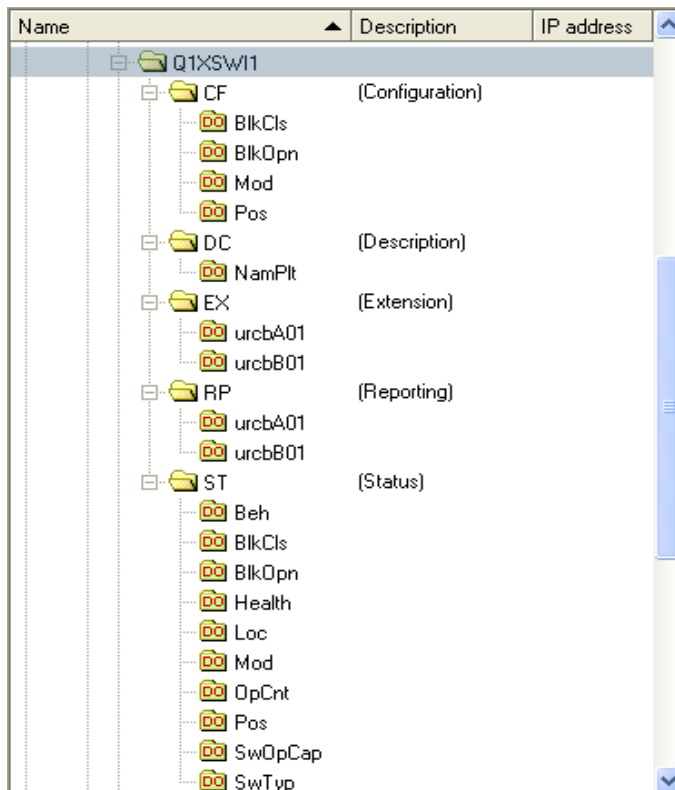 Name Description IP address
Q1XSWI1
CF (Configuration)
DO BlkCls
DO BlkOpn
DO Mod
DO Pos
DC (Description)
DO NamPlt
EX (Extension)
DO urcbA01
DO urcbB01
RP (Reporting)
DO urcbA01
DO urcbB01
ST (Status)
DO Beh
DO BlkCls
DO BlkOpn
DO Health
DO Loc
DO Mod
DO OpCnt
DO Pos
DO SwOpCap
DO SwTyp